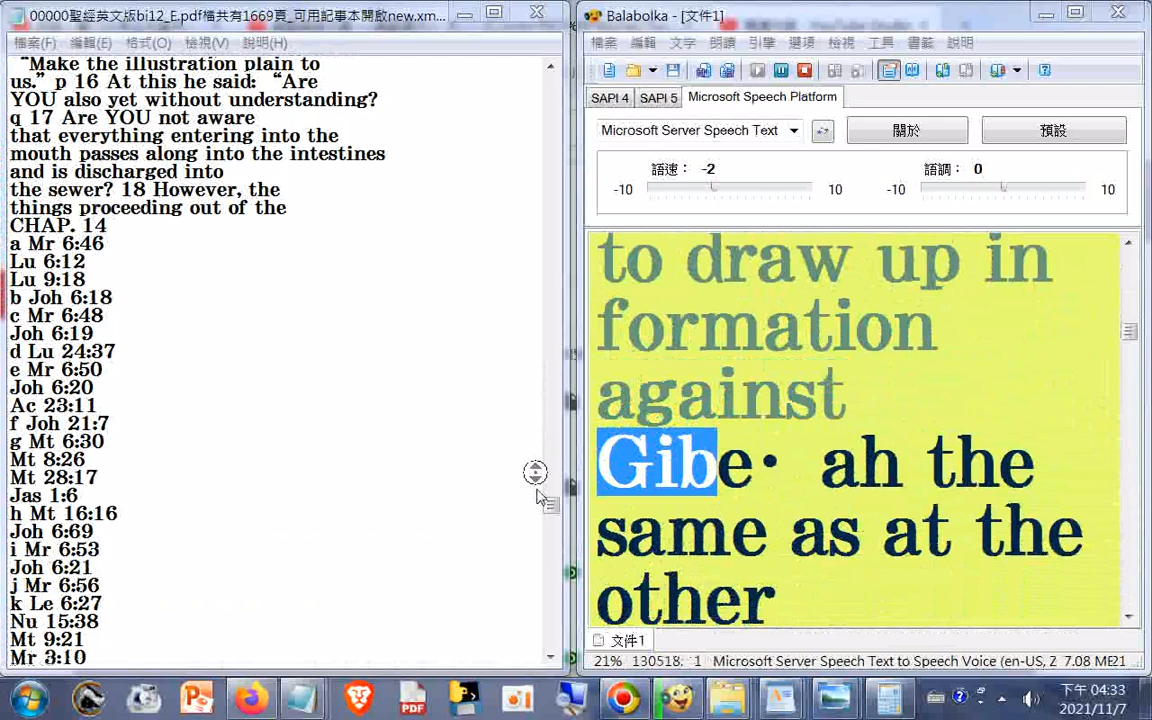 00000聖經英文版bi12_E.pdf檔共有1669頁_可用記事本開啟new.xm...
檔案(F) 編輯(E) 格式(O) 檢視(V) 說明(H)
“Make the illustration plain to
us.” p 16 At this he said: “Are
YOU also yet without understanding?
q 17 Are YOU not aware
that everything entering into the
mouth passes along into the intestines
and is discharged into
the sewer? 18 However, the
things proceeding out of the
CHAP. 14
a Mr 6:46
Lu 6:12
Lu 9:18
b Joh 6:18
c Mr 6:48
Joh 6:19
d Lu 24:37
e Mr 6:50
Joh 6:20
Ac 23:11
f Joh 21:7
g Mt 6:30
Mt 8:26
Mt 28:17
Jas 1:6
h Mt 16:16
Joh 6:69
i Mr 6:53
Joh 6:21
j Mr 6:56
k Le 6:27
Nu 15:38
Mt 9:21
Mr 3:10
Balabolka - [文件1]
檔案 編輯 文字 朗讀 引擎 選項 檢視 工具 書籤 說明
SAPI 4 SAPI 5 Microsoft Speech Platform
Microsoft Server Speech Text 關於 預設
語速： -2 語調： 0
-10 10 -10 10
to draw up in
formation
against
Gibe· ah the
same as at the
other
文件1
21% 130518: 1 Microsoft Server Speech Text to Speech Voice (en-US, Z 7.08 ME21
PDF
下午 04:33
2021/11/7